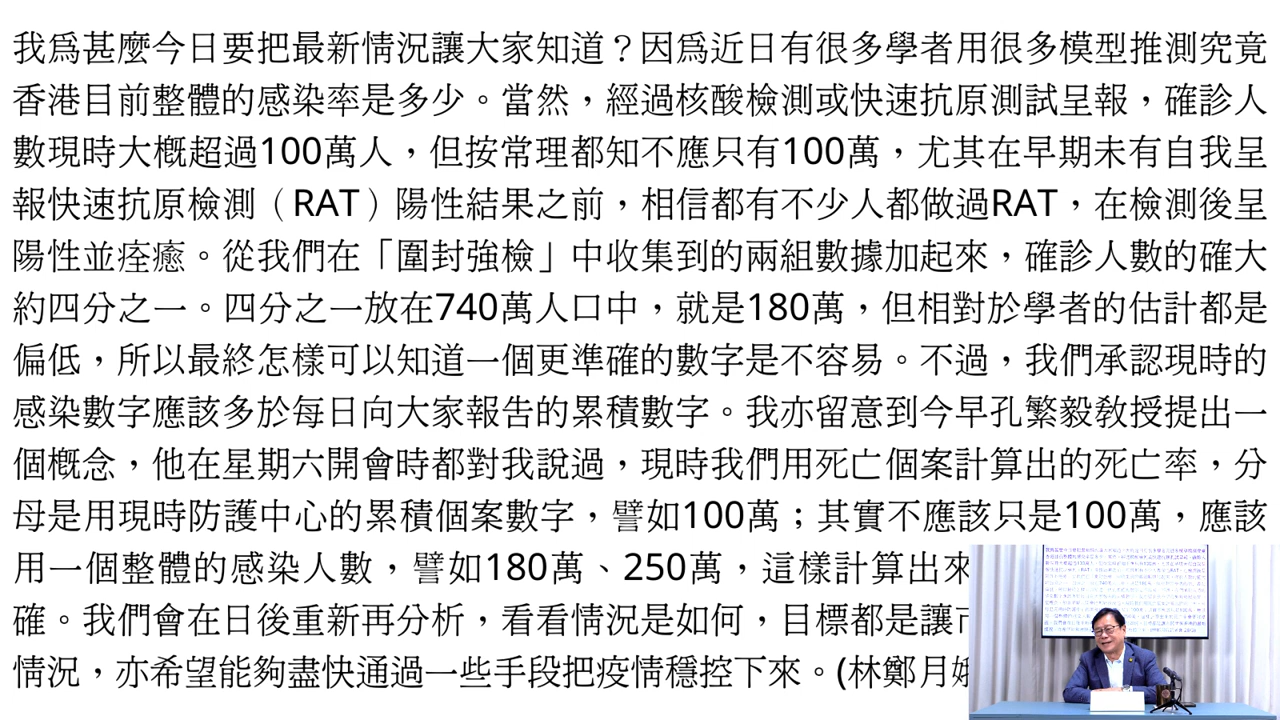 我爲甚麼今日要把最新情況讓大家知道？因爲近日有很多學者用很多模型推測究竟
香港目前整體的感染率是多少。當然，經過核酸檢測或快速抗原測試呈報，確診人
數現時大概超過100萬人，但按常理都知不應只有100萬，尤其在早期未有自我呈
報快速抗原檢測（RAT）陽性結果之前，相信都有不少人都做過RAT，在檢測後呈
陽性並痊癒。從我們在「圍封強檢」中收集到的兩組數據加起來，確診人數的確大
約四分之一。四分之一放在740萬人口中，就是180萬，但相對於學者的估計都是
偏低，所以最終怎樣可以知道一個更準確的數字是不容易。不過，我們承認現時的
感染數字應該多於每日向大家報告的累積數字。我亦留意到今早孔繁毅教授提出一
個概念，他在星期六開會時都對我說過，現時我們用死亡個案計算出的死亡率，分
母是用現時防護中心的累積個案數字，譬如100萬；其實不應該只是100萬，應該
用一個整體的感染人數，譬如180萬、250萬，這樣計算出來
確。我們會在日後重新再分析，看看情況是如何，目標都是讓
情況，亦希望能夠盡快通過一些手段把疫情穩控下來。(林鄭月